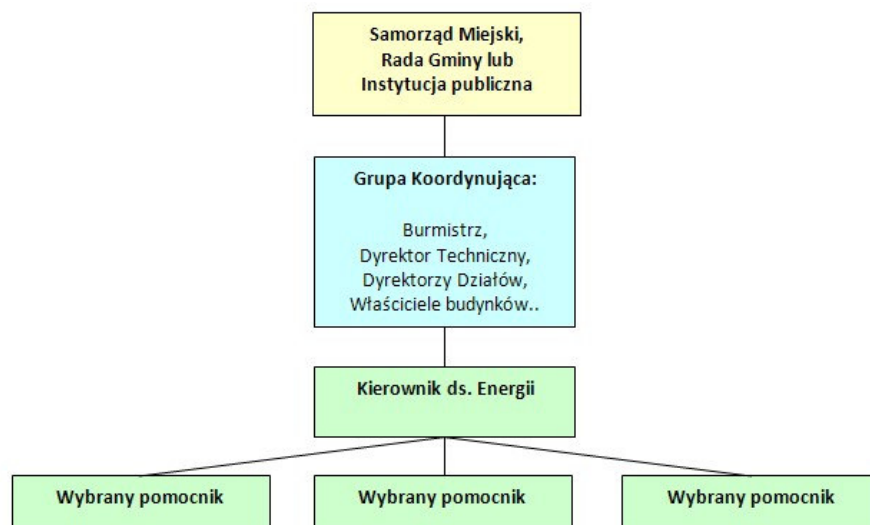 Samorząd Miejski,
Rada Gminy lub
Instytucja publiczna
Grupa Koordynująca:
Burmistrz,
Dyrektor Techniczny,
Dyrektorzy Działów,
Właściciele budynków..
Kierownik ds. Energii
Wybrany pomocnik
Wybrany pomocnik
Wybrany pomocnik